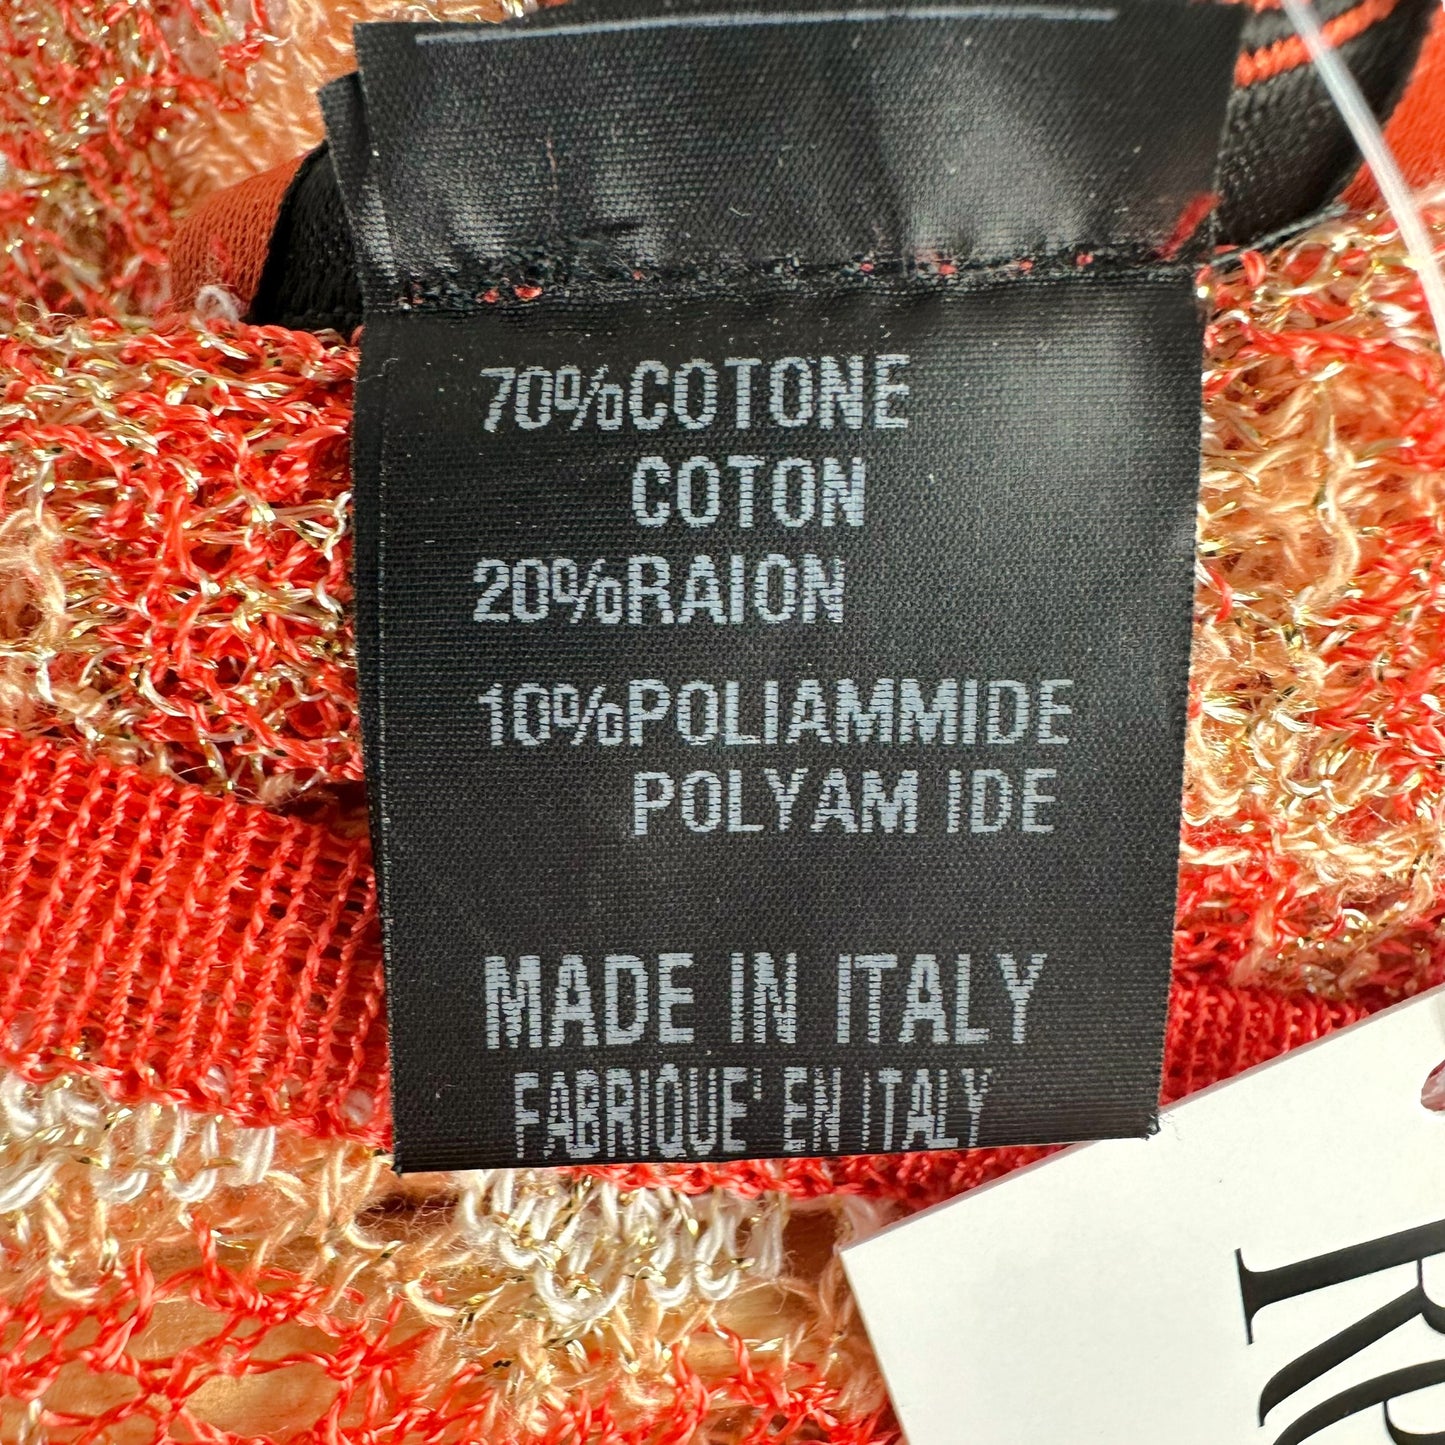 70%COTONE
COTON
20%RAION
10%POLIAMMIDE
POLYAM IDE
MADE IN ITALY
FABRIQUE' EN ITALY